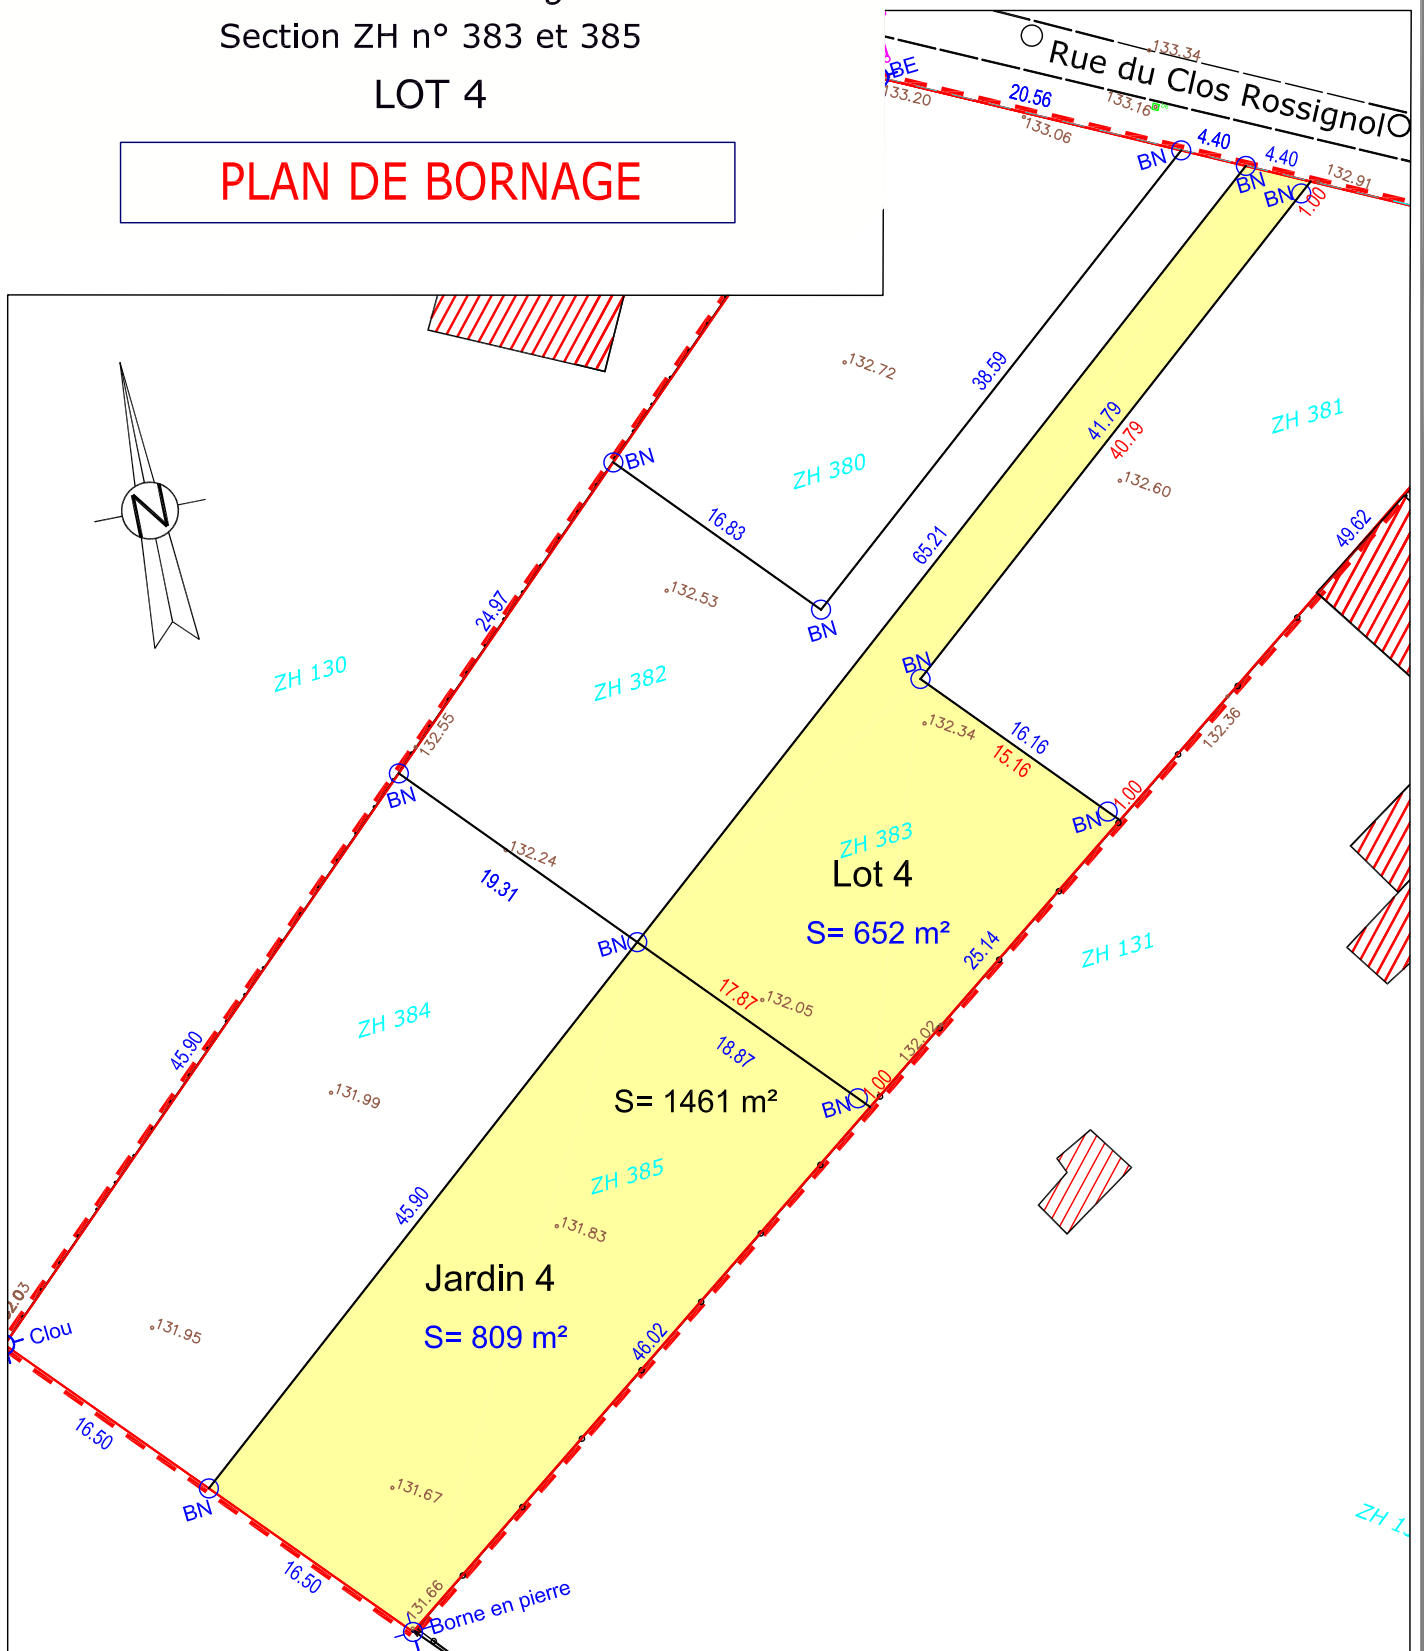 Section ZH n° 383 et 385
LOT 4
PLAN DE BORNAGE
Rue du Clos Rossignol
133.34
BE
133.20
20.56
133.16
133.06
4.40
4.40
BN
BN
BN
132.91
1.00
132.72
38.59
41.79
40.79
ZH 381
BN
ZH 380
132.60
N
16.83
65.21
49.62
132.53
24.97
BN
BN
ZH 130
ZH 382
132.55
132.34
16.16
15.16
132.36
BN
1.00
BN
132.24
ZH 383
19.31
Lot 4
S= 652 m²
BN
25.14
ZH 131
17.87
132.05
ZH 384
18.87
132.02
45.90
131.99
S= 1461 m²
1.00
BN
ZH 385
45.90
131.83
Jardin 4
S= 809 m²
131.95
Clou
46.02
16.50
131.67
BN
16.50
131.66
Borne en pierre